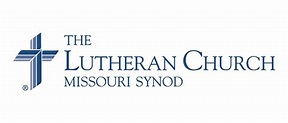 THE
LUTHERAN CHURCH
MISSOURI SYNOD
®